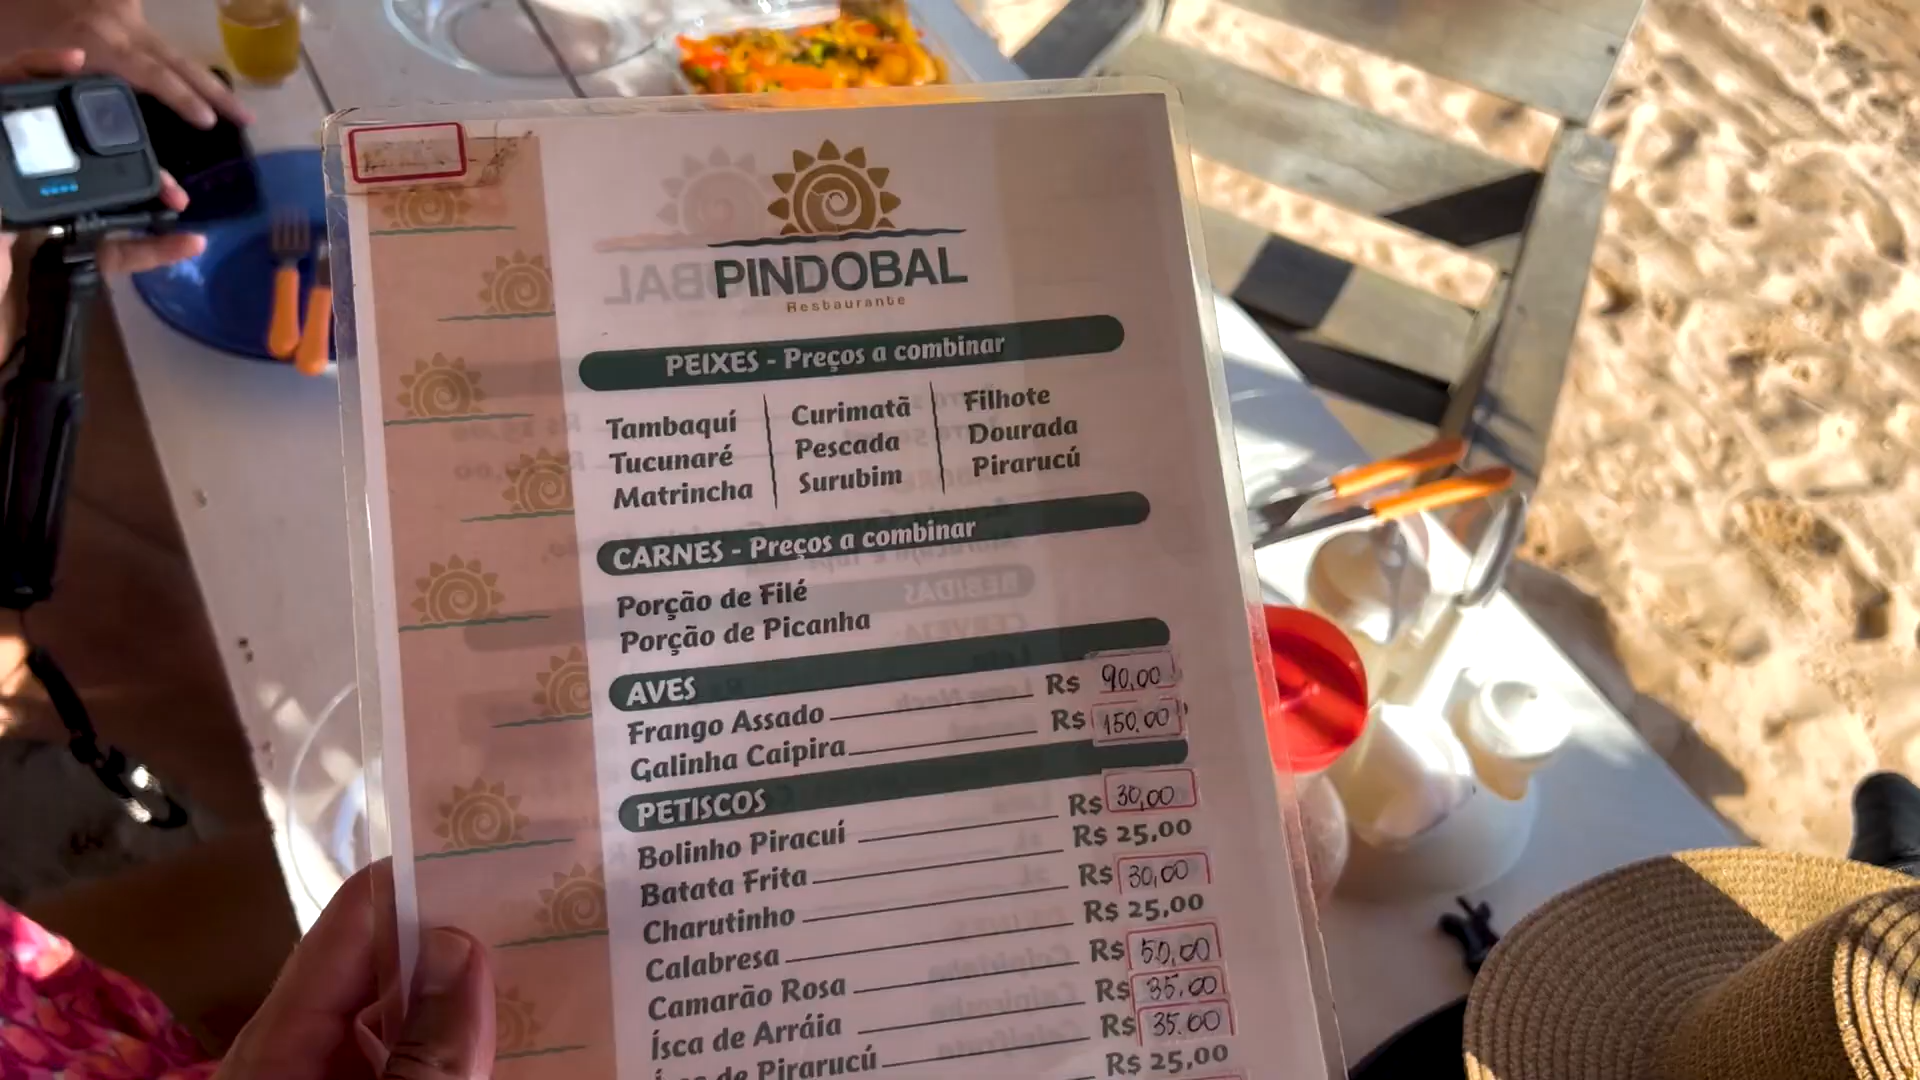 PINDOBAL
Restaurante
PEIXES - Preços a combinar
Tambaquí
Tucunaré
Matrincha
Curimatã
Pescada
Surubim
Filhote
Dourada
Pirarucú
CARNES - Preços a combinar
Porção de Filé
Porção de Picanha
AVES
Frango Assado R$ 90,00
Galinha Caipira R$ 150,00
PETISCOS
Bolinho Piracuí R$ 30,00
Batata Frita R$ 25,00
Charutinho R$ 30,00
Calabresa R$ 25,00
Camarão Rosa R$ 50,00
Ísca de Arráia R$ 35.00
de Pirarucú R$ 35.00
R$ 25,00